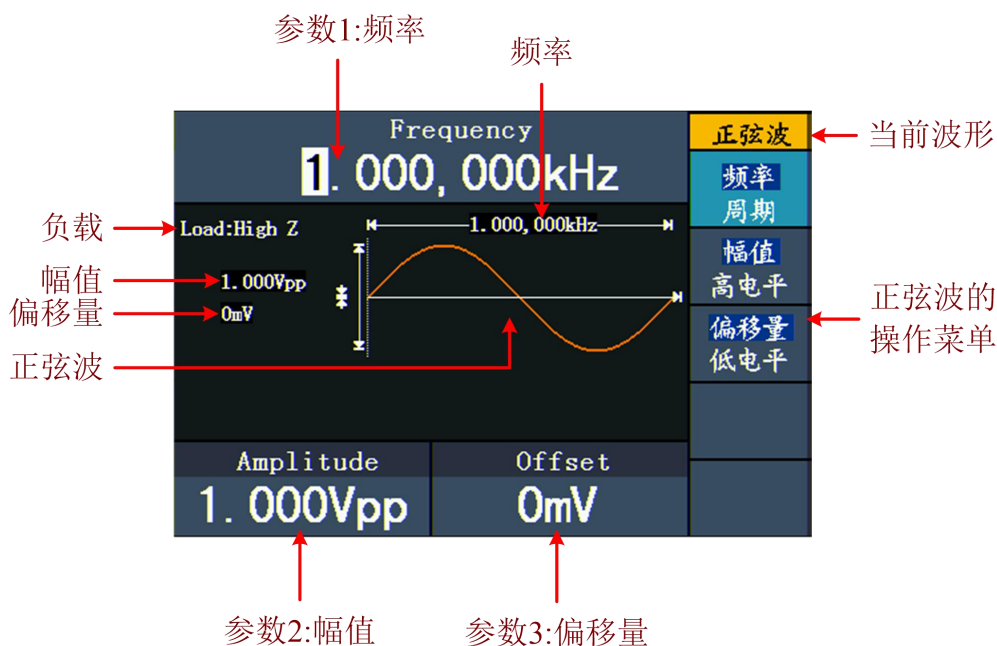 参数1:频率
频率
Frequency
1.000,000kHz
正弦波
当前波形
频率
周期
负载
Load:High Z
1.000,000kHz
幅值
高电平
幅值
1.000Vpp
偏移量
0mV
正弦波的
操作菜单
偏移量
低电平
正弦波
Amplitude
1.000Vpp
Offset
0mV
参数2:幅值
参数3:偏移量